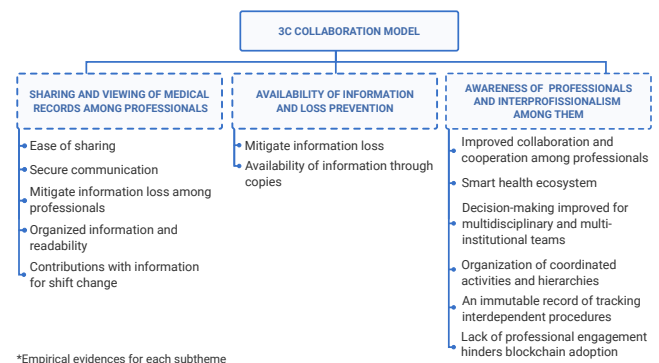 3C COLLABORATION MODEL
SHARING AND VIEWING OF MEDICAL
RECORDS AMONG PROFESSIONALS
Ease of sharing
Secure communication
Mitigate information loss among
professionals
Organized information and
readability
Contributions with information
for shift change
AVAILABILITY OF INFORMATION
AND LOSS PREVENTION
Mitigate information loss
Availability of information through
copies
AWARENESS OF PROFESSIONALS
AND INTERPROFISSIONALISM
AMONG THEM
Improved collaboration and
cooperation among professionals
Smart health ecosystem
Decision-making improved for
multidisciplinary and multi-
institutional teams
Organization of coordinated
activities and hierarchies
An immutable record of tracking
interdependent procedures
Lack of professional engagement
hinders blockchain adoption
*Empirical evidences for each subtheme